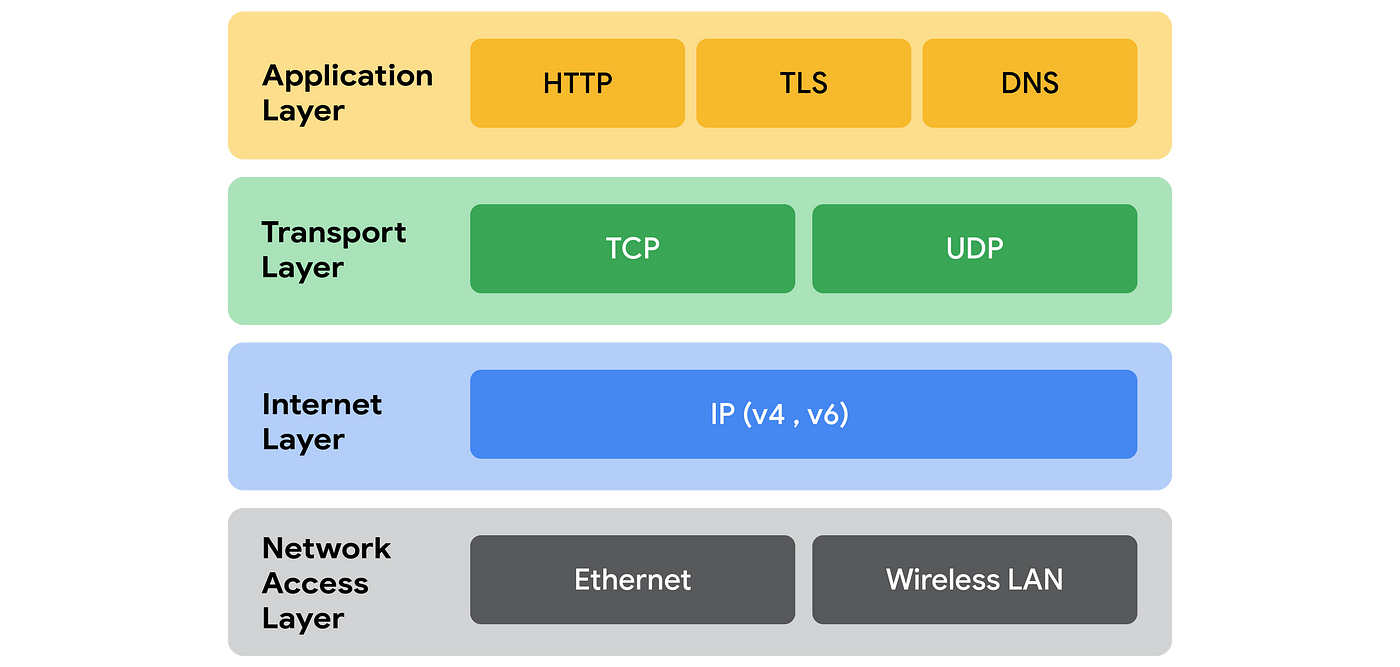 Application
Layer
HTTP
TLS
DNS
Transport
Layer
TCP
UDP
Internet
Layer
IP (v4 , v6)
Network
Access
Layer
Ethernet
Wireless LAN